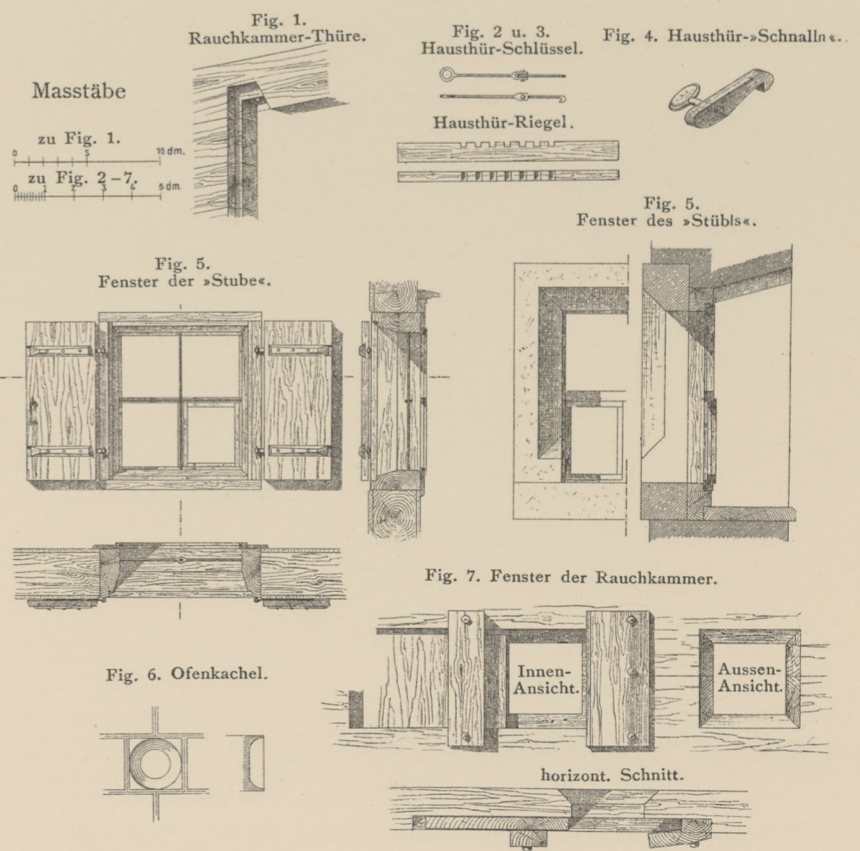 Fig. 1.
Rauchkammer-Thüre.
Fig. 2 u. 3.
Hausthür-Schlüssel.
Fig. 4. Hausthür-»Schnalln«.
Masstäbe
zu Fig. 1.
0 5 10 dm.
zu Fig. 2–7.
0 1 2 3 4 5 dm.
Hausthür-Riegel.
Fig. 5.
Fenster des »Stübls«.
Fig. 5.
Fenster der »Stube«.
Fig. 7. Fenster der Rauchkammer.
Fig. 6. Ofenkachel.
Innen-
Ansicht.
Aussen-
Ansicht.
horizont. Schnitt.